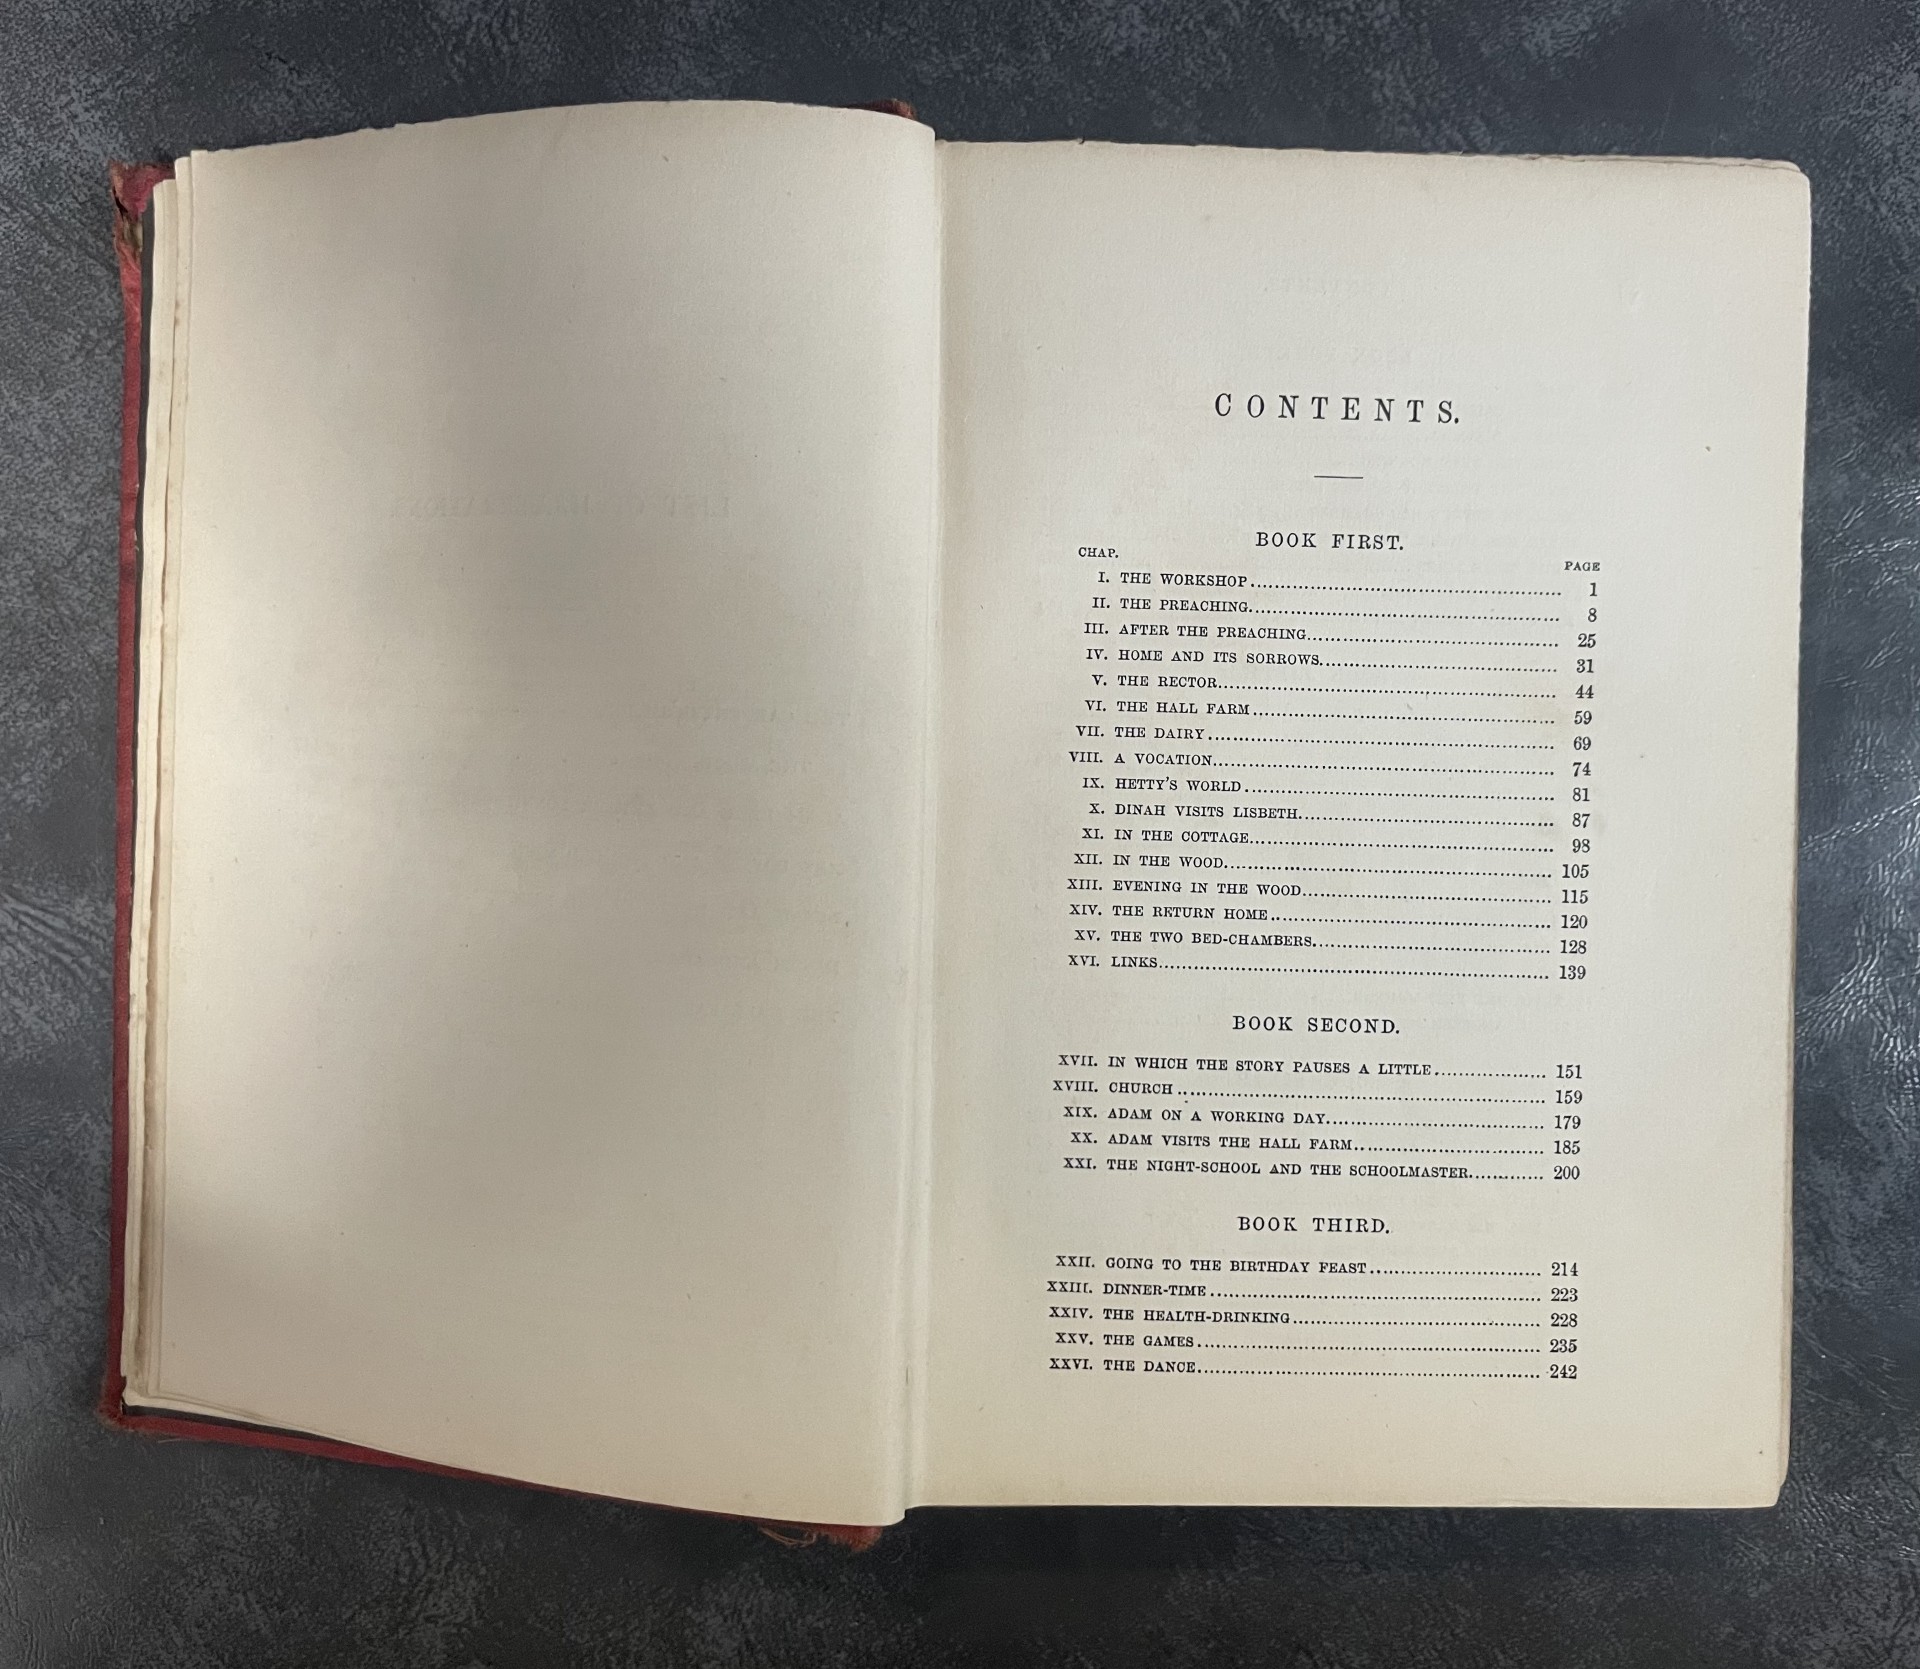 CONTENTS.
BOOK FIRST.
CHAP.
PAGE
I. THE WORKSHOP 1
II. THE PREACHING 8
III. AFTER THE PREACHING 25
IV. HOME AND ITS SORROWS 31
V. THE RECTOR 44
VI. THE HALL FARM 59
VII. THE DAIRY 69
VIII. A VOCATION 74
IX. HETTY'S WORLD 81
X. DINAH VISITS LISBETH 87
XI. IN THE COTTAGE 98
XII. IN THE WOOD 105
XIII. EVENING IN THE WOOD 115
XIV. THE RETURN HOME 120
XV. THE TWO BED-CHAMBERS 128
XVI. LINKS 139
BOOK SECOND.
XVII. IN WHICH THE STORY PAUSES A LITTLE 151
XVIII. CHURCH 159
XIX. ADAM ON A WORKING DAY 179
XX. ADAM VISITS THE HALL FARM 185
XXI. THE NIGHT-SCHOOL AND THE SCHOOLMASTER 200
BOOK THIRD.
XXII. GOING TO THE BIRTHDAY FEAST 214
XXIII. DINNER-TIME 223
XXIV. THE HEALTH-DRINKING 228
XXV. THE GAMES 235
XXVI. THE DANCE 242